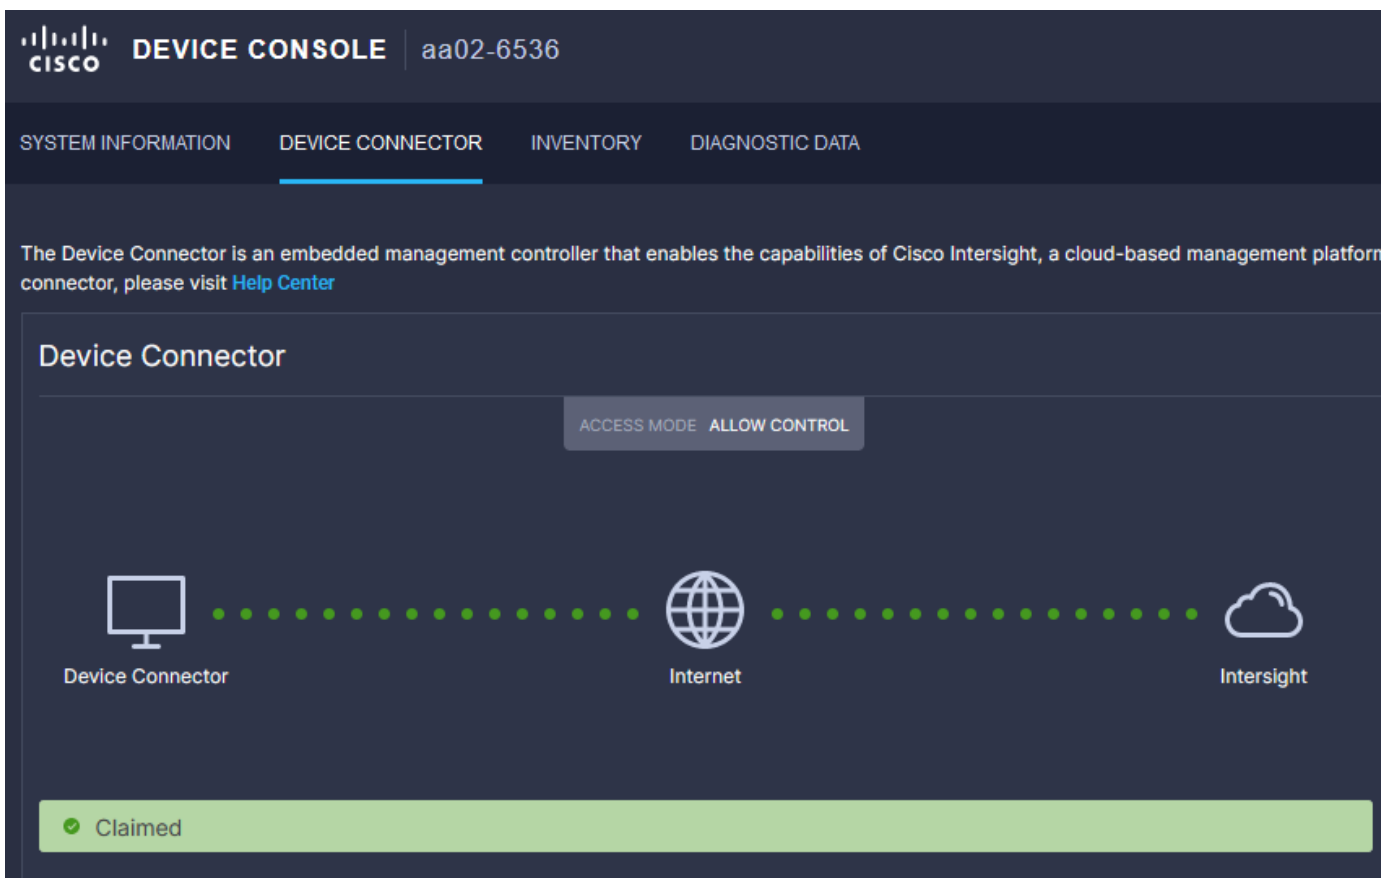 CISCO DEVICE CONSOLE aa02-6536
SYSTEM INFORMATION DEVICE CONNECTOR INVENTORY DIAGNOSTIC DATA
The Device Connector is an embedded management controller that enables the capabilities of Cisco Intersight, a cloud-based management platform
connector, please visit Help Center
Device Connector
ACCESS MODE ALLOW CONTROL
Device Connector Internet Intersight
Claimed